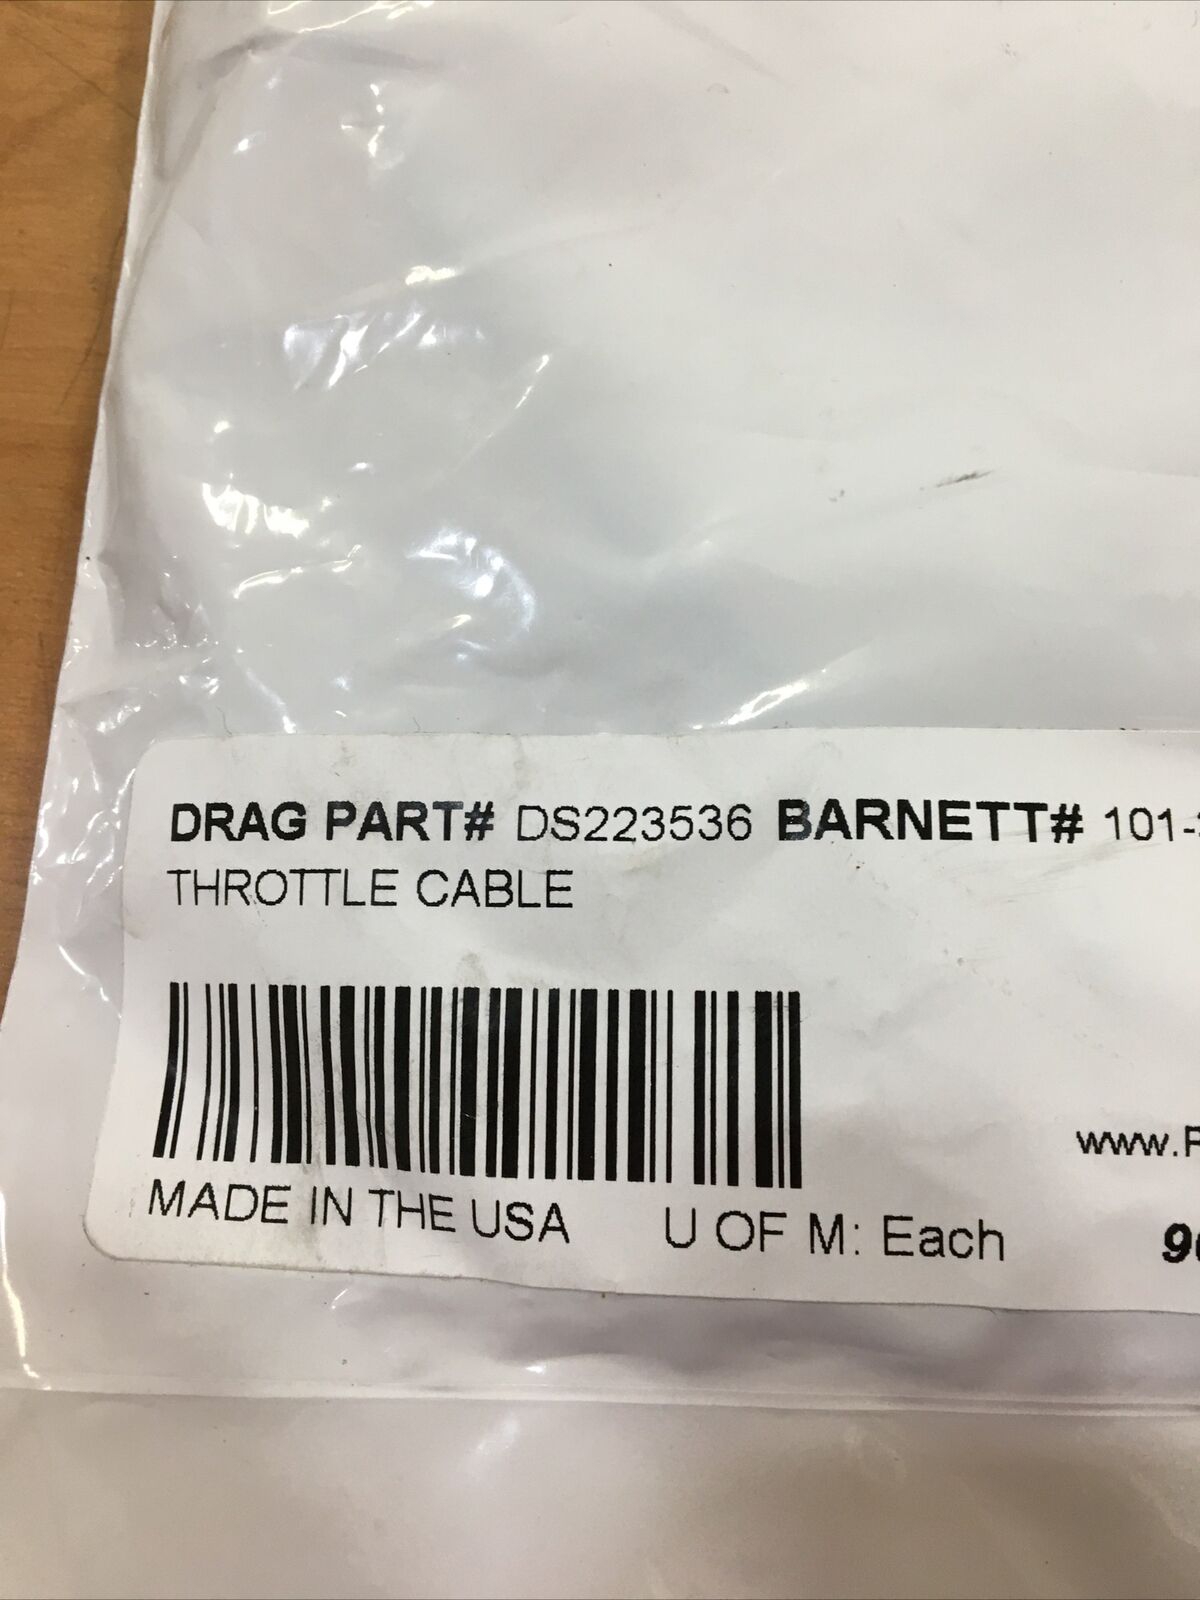 DRAG PART# DS223536 BARNETT# 101-
THROTTLE CABLE
www.
MADE IN THE USA U OF M: Each